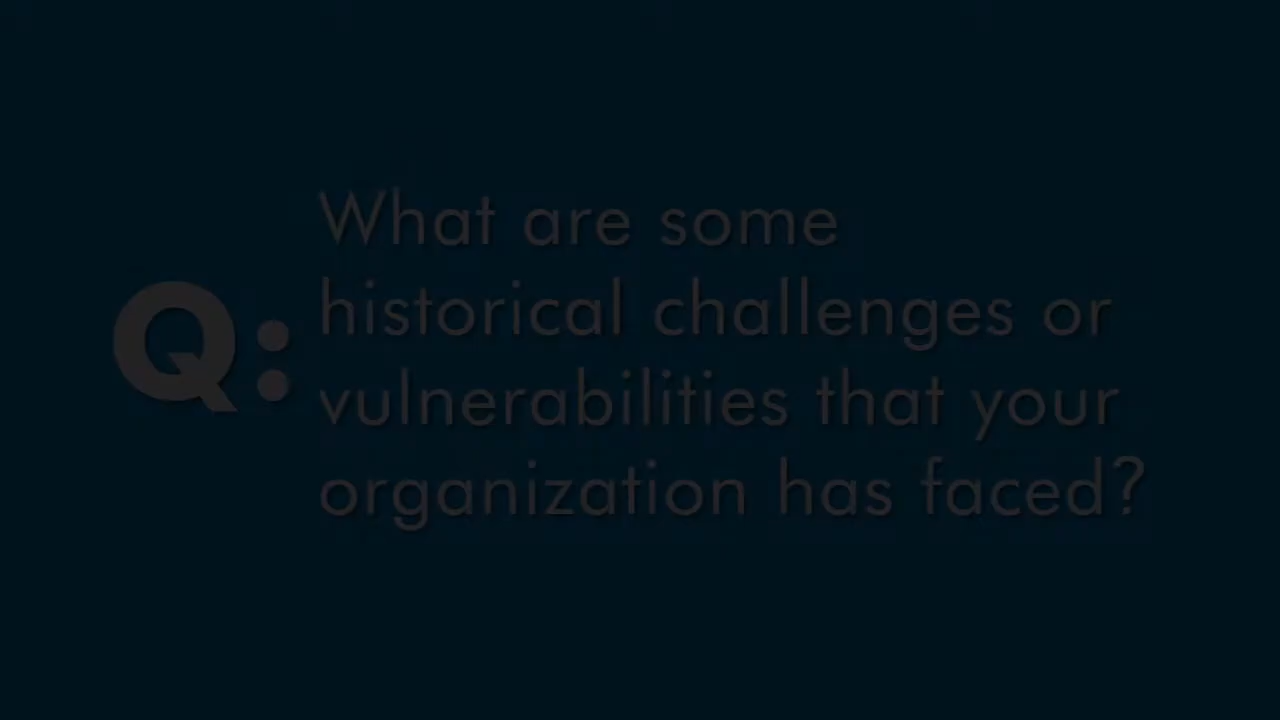 Q:
What are some
historical challenges or
vulnerabilities that your
organization has faced?